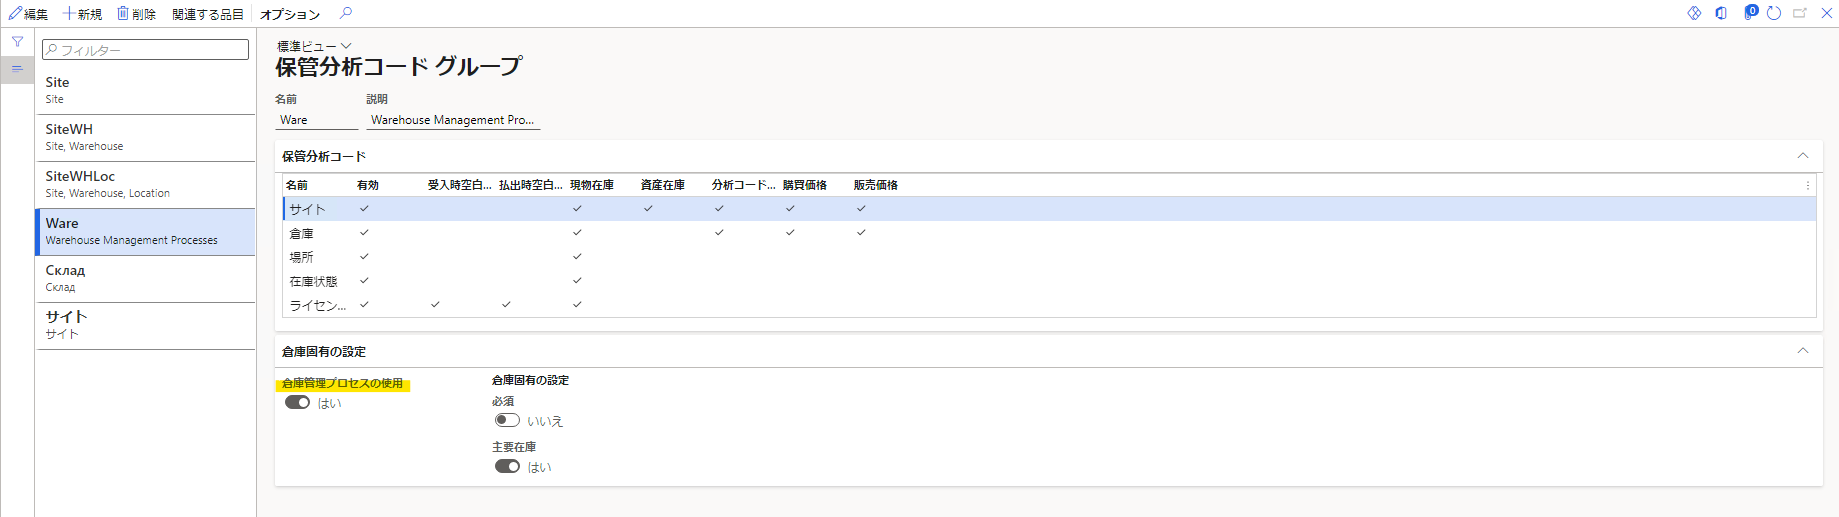 編集 新規 削除 関連する品目 オプション
0
フィルター
Site
Site
SiteWH
Site, Warehouse
SiteWHLoc
Site, Warehouse, Location
Ware
Warehouse Management Processes
Склад
Склад
サイト
サイト
標準ビュー
保管分析コード グループ
名前 説明
Ware Warehouse Management Pro...
保管分析コード
名前 有効 受入時空白... 払出時空白... 現物在庫 資産在庫 分析コード... 購買価格 販売価格
サイト
倉庫
場所
在庫状態
ライセン...
倉庫固有の設定
倉庫管理プロセスの使用
はい
倉庫固有の設定
必須
いいえ
主要在庫
はい